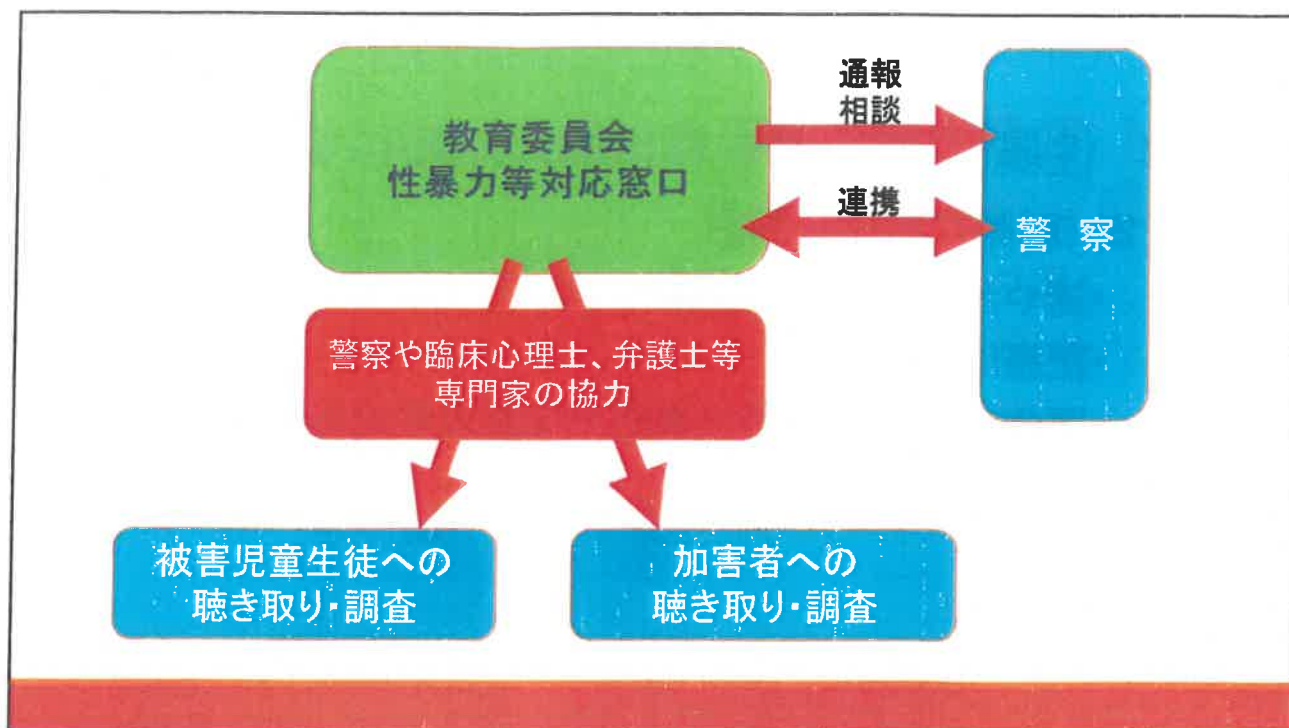 教育委員会
性暴力等対応窓口
通報
相談
連携
警 察
警察や臨床心理士、弁護士等
専門家の協力
被害児童生徒への
聴き取り・調査
加害者への
聴き取り・調査